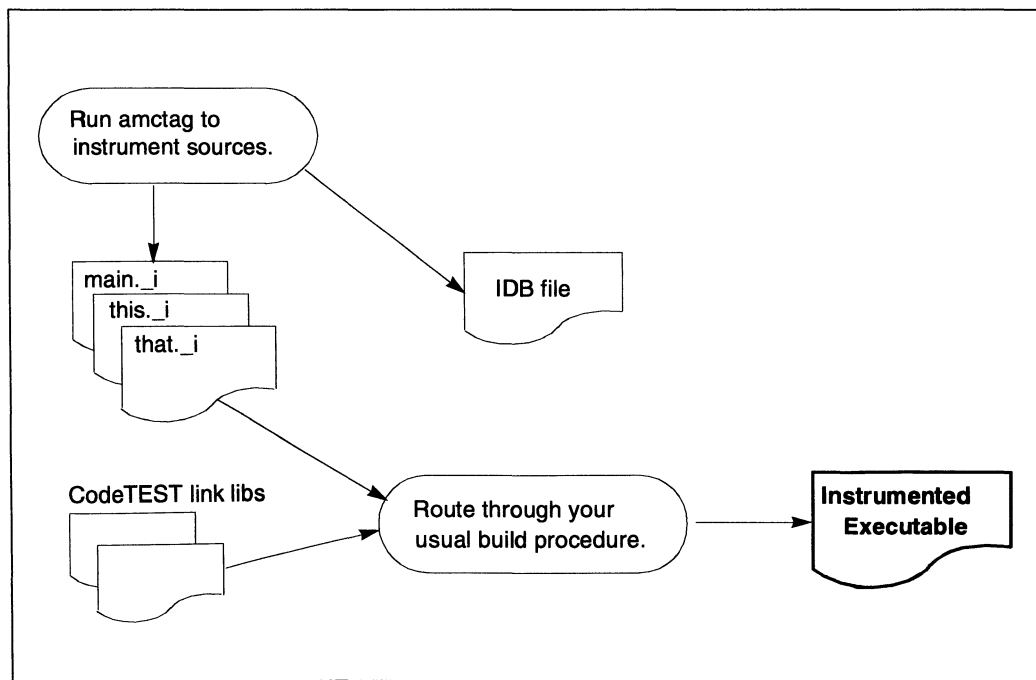 Run amctag to
instrument sources.
main._i
this._i
that._i
IDB file
CodeTEST link libs
Route through your
usual build procedure.
Instrumented
Executable